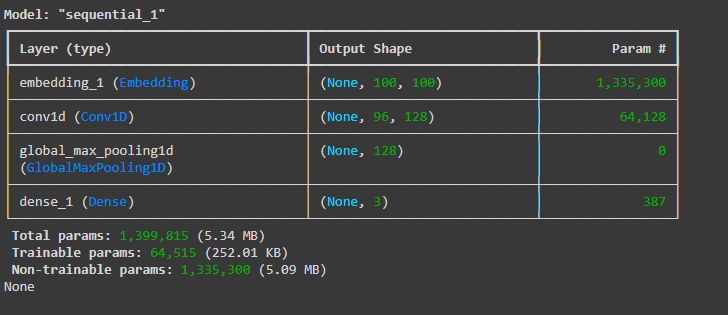 Model: "sequential_1"
Layer (type) Output Shape Param #
embedding_1 (Embedding) (None, 100, 100) 1,335,300
conv1d (Conv1D) (None, 96, 128) 64,128
global_max_pooling1d (None, 128) 0
(GlobalMaxPooling1D)
dense_1 (Dense) (None, 3) 387
Total params: 1,399,815 (5.34 MB)
Trainable params: 64,515 (252.01 KB)
Non-trainable params: 1,335,300 (5.09 MB)
None